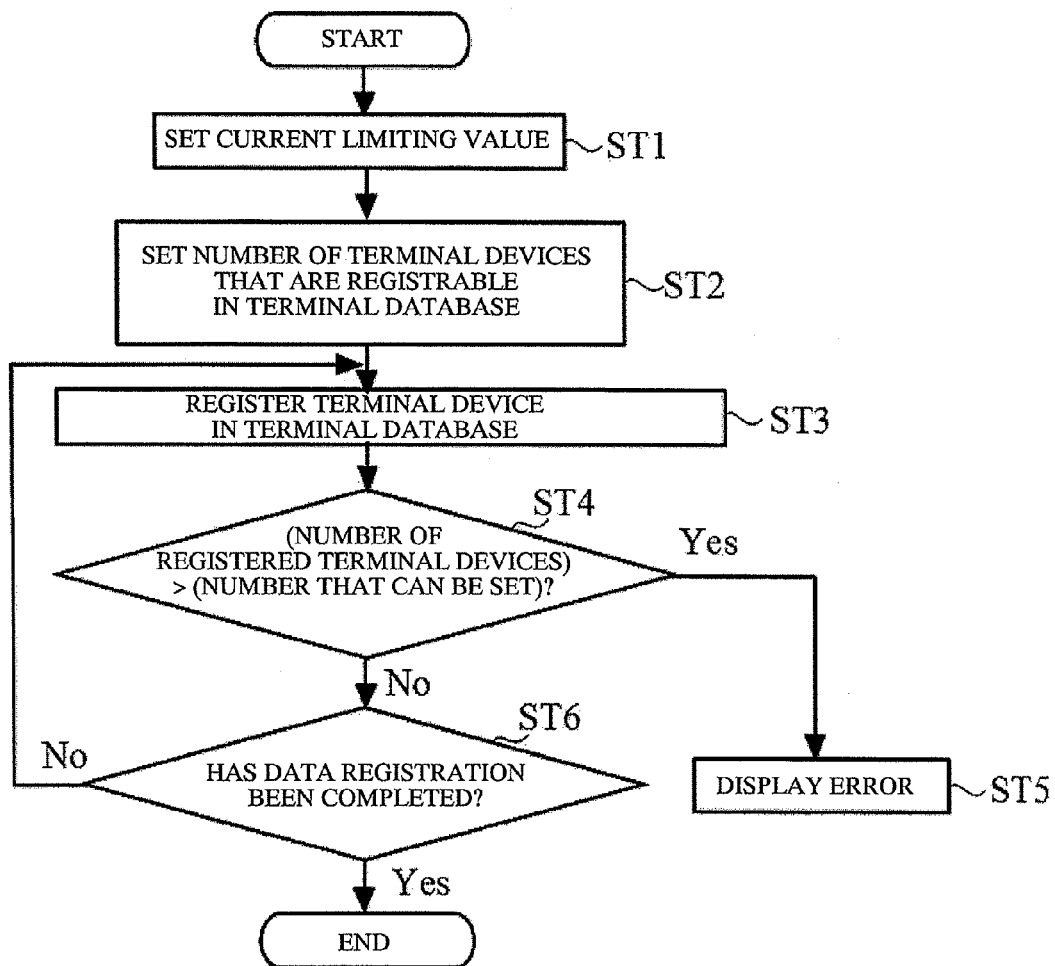 START
SET CURRENT LIMITING VALUE
ST1
SET NUMBER OF TERMINAL DEVICES
THAT ARE REGISTRABLE
IN TERMINAL DATABASE
ST2
REGISTER TERMINAL DEVICE
IN TERMINAL DATABASE
ST3
ST4
(NUMBER OF
REGISTERED TERMINAL DEVICES)
> (NUMBER THAT CAN BE SET)?
Yes
No
ST6
No
HAS DATA REGISTRATION
BEEN COMPLETED?
DISPLAY ERROR
ST5
Yes
END